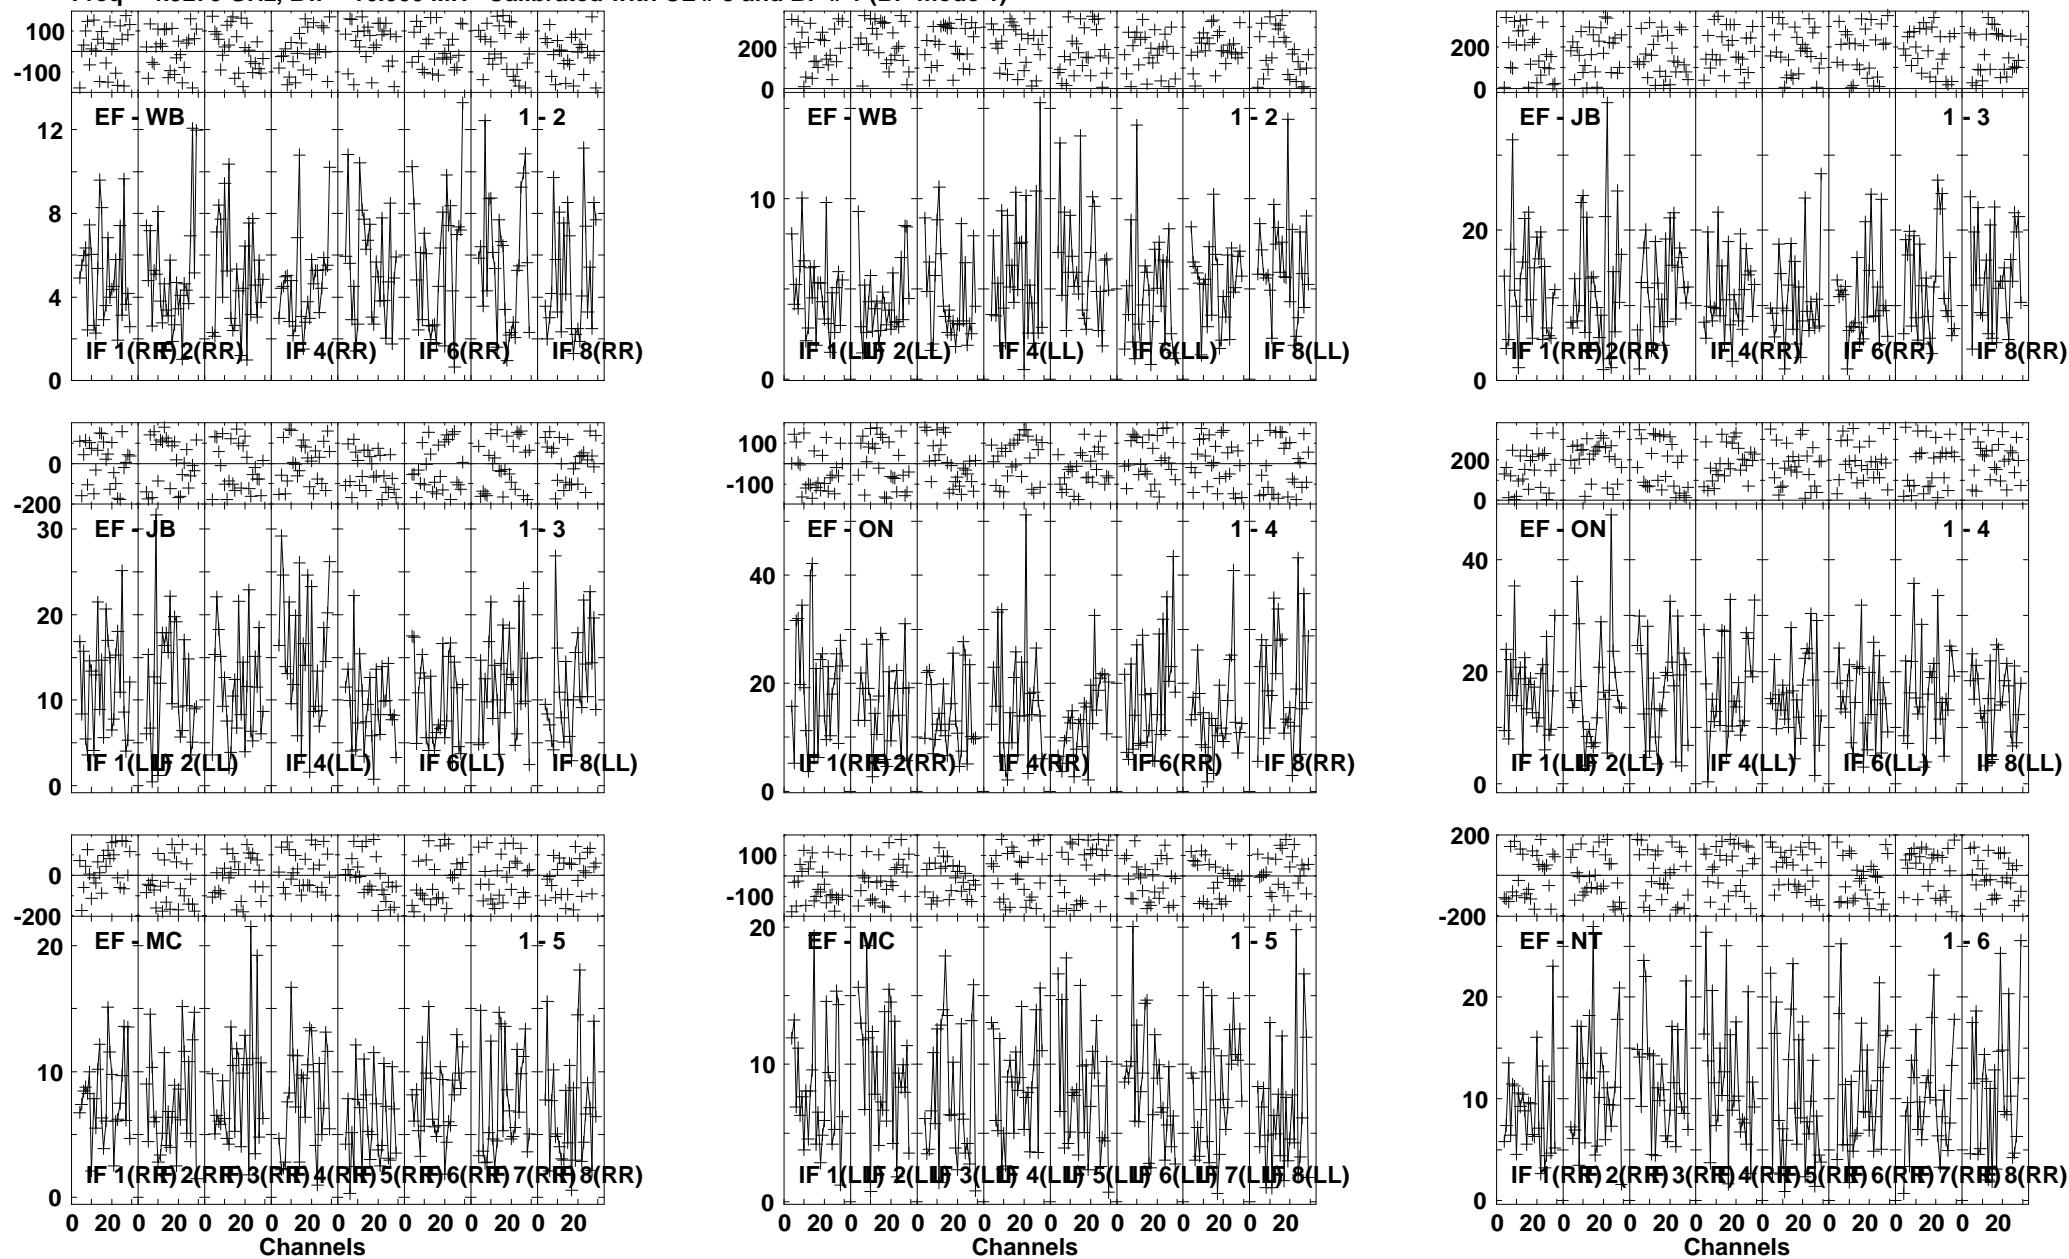 100
-100
EF - WB 1 - 2
12
8
4
0
IF 1(RR) IF 2(RR) IF 4(RR) IF 6(RR) IF 8(RR)
200
0
EF - WB 1 - 2
10
0
IF 1(LL) IF 2(LL) IF 4(LL) IF 6(LL) IF 8(LL)
200
0
EF - JB 1 - 3
20
0
IF 1(RR) IF 2(RR) IF 4(RR) IF 6(RR) IF 8(RR)
0
-200
EF - JB 1 - 3
30
20
10
0
IF 1(LL) IF 2(LL) IF 4(LL) IF 6(LL) IF 8(LL)
100
-100
EF - ON 1 - 4
40
20
0
IF 1(RR) IF 2(RR) IF 4(RR) IF 6(RR) IF 8(RR)
200
0
EF - ON 1 - 4
40
20
0
IF 1(LL) IF 2(LL) IF 4(LL) IF 6(LL) IF 8(LL)
0
-200
EF - MC 1 - 5
20
10
0
IF 1(RR) IF 2(RR) IF 3(RR) IF 4(RR) IF 5(RR) IF 6(RR) IF 7(RR) IF 8(RR)
0 20 0 20 0 20 0 20 0 20 0 20 0 20 0 20
Channels
100
-100
EF - MC 1 - 5
20
10
0
IF 1(LL) IF 2(LL) IF 3(LL) IF 4(LL) IF 5(LL) IF 6(LL) IF 7(LL) IF 8(LL)
0 20 0 20 0 20 0 20 0 20 0 20 0 20 0 20
Channels
200
-200
EF - NT 1 - 6
20
10
0
IF 1(RR) IF 2(RR) IF 3(RR) IF 4(RR) IF 5(RR) IF 6(RR) IF 7(RR) IF 8(RR)
0 20 0 20 0 20 0 20 0 20 0 20 0 20 0 20
Channels